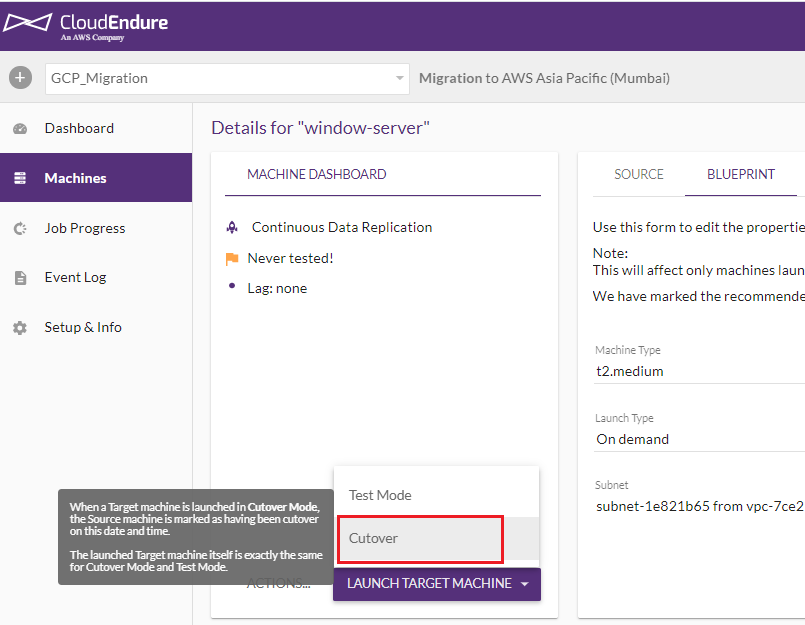 CloudEndure
An AWS Company
GCP_Migration
Migration to AWS Asia Pacific (Mumbai)
Dashboard
Machines
Job Progress
Event Log
Setup & Info
Details for "window-server"
MACHINE DASHBOARD
Continuous Data Replication
Never tested!
Lag: none
When a Target machine is launched in Cutover Mode,
the Source machine is marked as having been cutover
on this date and time.
The launched Target machine itself is exactly the same
for Cutover Mode and Test Mode.
Test Mode
Cutover
ACTIONS...
LAUNCH TARGET MACHINE
SOURCE
BLUEPRINT
Use this form to edit the propertie
Note:
This will affect only machines laun
We have marked the recommende
Machine Type
t2.medium
Launch Type
On demand
Subnet
subnet-1e821b65 from vpc-7ce2